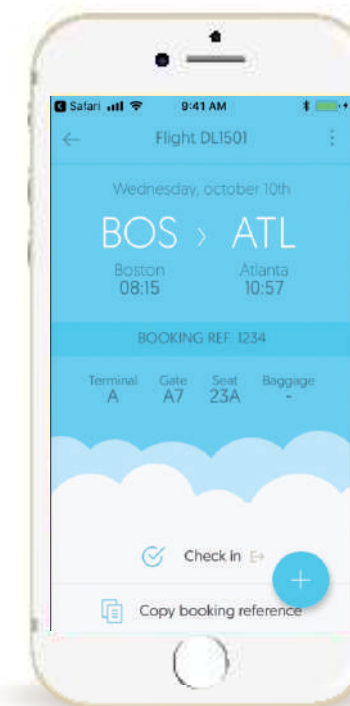 Safari 9:41 AM
Flight DL1501
Wednesday, october 10th
BOS > ATL
Boston Atlanta
08:15 10:57
BOOKING REF. 1234
Terminal Gate Seat Baggage
A A7 23A -
Check in
Copy booking reference